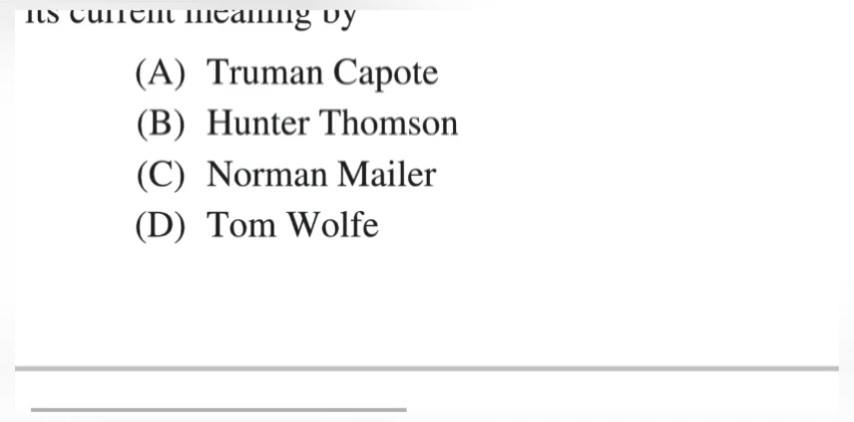 its current meaning by
(A) Truman Capote
(B) Hunter Thomson
(C) Norman Mailer
(D) Tom Wolfe